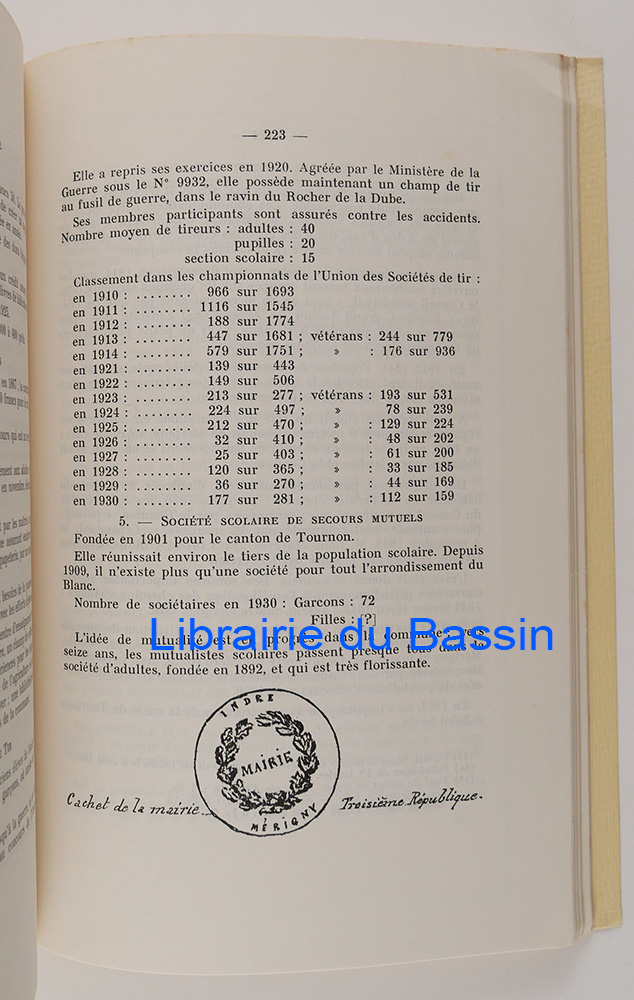 — 223 —
Elle a repris ses exercices en 1920. Agréée par le Ministère de la
Guerre sous le N° 9932, elle possède maintenant un champ de tir
au fusil de guerre, dans le ravin du Rocher de la Dube.
Ses membres participants sont assurés contre les accidents.
Nombre moyen de tireurs : adultes : 40
pupilles : 20
section scolaire : 15
Classement dans les championnats de l'Union des Sociétés de tir :
en 1910 : ........ 966 sur 1693
en 1911 : ........ 1116 sur 1545
en 1912 : ........ 188 sur 1774
en 1913 : ........ 447 sur 1681 ; vétérans : 244 sur 779
en 1914 : ........ 579 sur 1751 ; » : 176 sur 936
en 1921 : ........ 139 sur 443
en 1922 : ........ 149 sur 506
en 1923 : ........ 213 sur 277 ; vétérans : 193 sur 531
en 1924 : ........ 224 sur 497 ; » 78 sur 239
en 1925 : ........ 212 sur 470 ; » : 129 sur 224
en 1926 : ........ 32 sur 410 ; » : 48 sur 202
en 1927 : ........ 25 sur 403 ; » : 61 sur 200
en 1928 : ........ 120 sur 365 ; » : 33 sur 185
en 1929 : ........ 36 sur 270 ; » : 44 sur 169
en 1930 : ........ 177 sur 281 ; » : 112 sur 159
5. — SOCIÉTÉ SCOLAIRE DE SECOURS MUTUELS
Fondée en 1901 pour le canton de Tournon.
Elle réunissait environ le tiers de la population scolaire. Depuis
1909, il n'existe plus qu'une société pour tout l'arrondissement du
Blanc.
Nombre de sociétaires en 1930 : Garcons : 72
Filles : [?]
Librairie du Bassin
L'idée de mutualité est en progrès dans la commune, vers
seize ans, les mutualistes scolaires passent presque tous dans la
société d'adultes, fondée en 1892, et qui est très florissante.
INDRE
MAIRIE
MÉRIGNY
Cachet de la mairie. Troisième République.